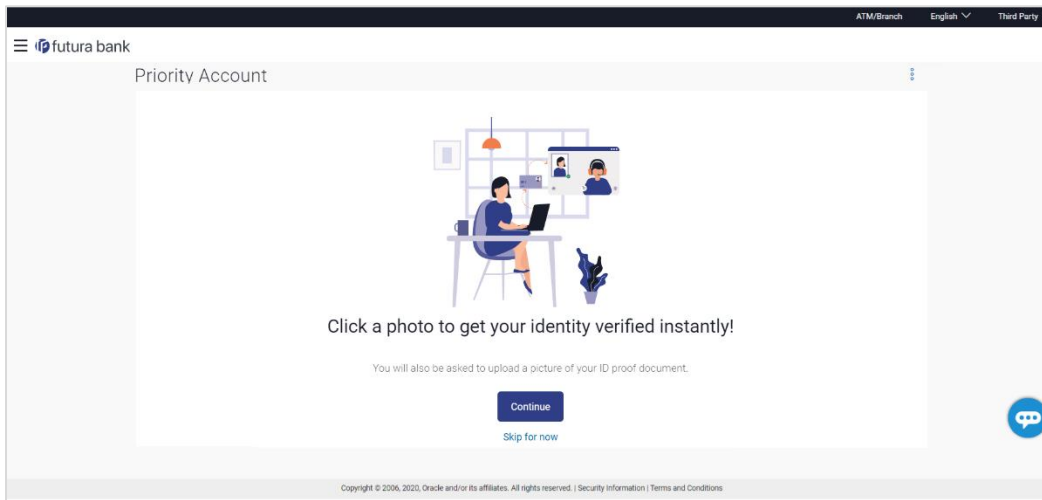 ATM/Branch English Third Party
futura bank
Priority Account
Click a photo to get your identity verified instantly!
You will also be asked to upload a picture of your ID proof document.
Continue
Skip for now
Copyright © 2006, 2020, Oracle and/or its affiliates. All rights reserved. | Security Information | Terms and Conditions